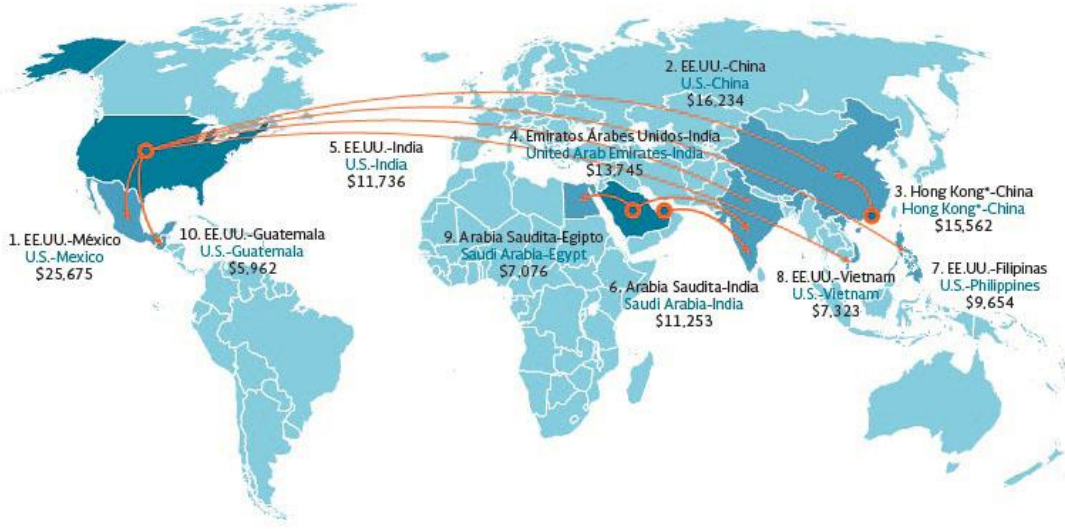 2. EE.UU.-China
U.S.-China
$16,234
4. Emiratos Árabes Unidos-India
United Arab Emirates-India
$13,745
5. EE.UU.-India
U.S.-India
$11,736
3. Hong Kong*-China
Hong Kong*-China
$15,562
1. EE.UU.-México
U.S.-Mexico
$25,675
10. EE.UU.-Guatemala
U.S.-Guatemala
$5,962
9. Arabia Saudita-Egipto
Saudi Arabia-Egypt
$7,076
6. Arabia Saudita-India
Saudi Arabia-India
$11,253
8. EE.UU.-Vietnam
U.S.-Vietnam
$7,323
7. EE.UU.-Filipinas
U.S.-Philippines
$9,654